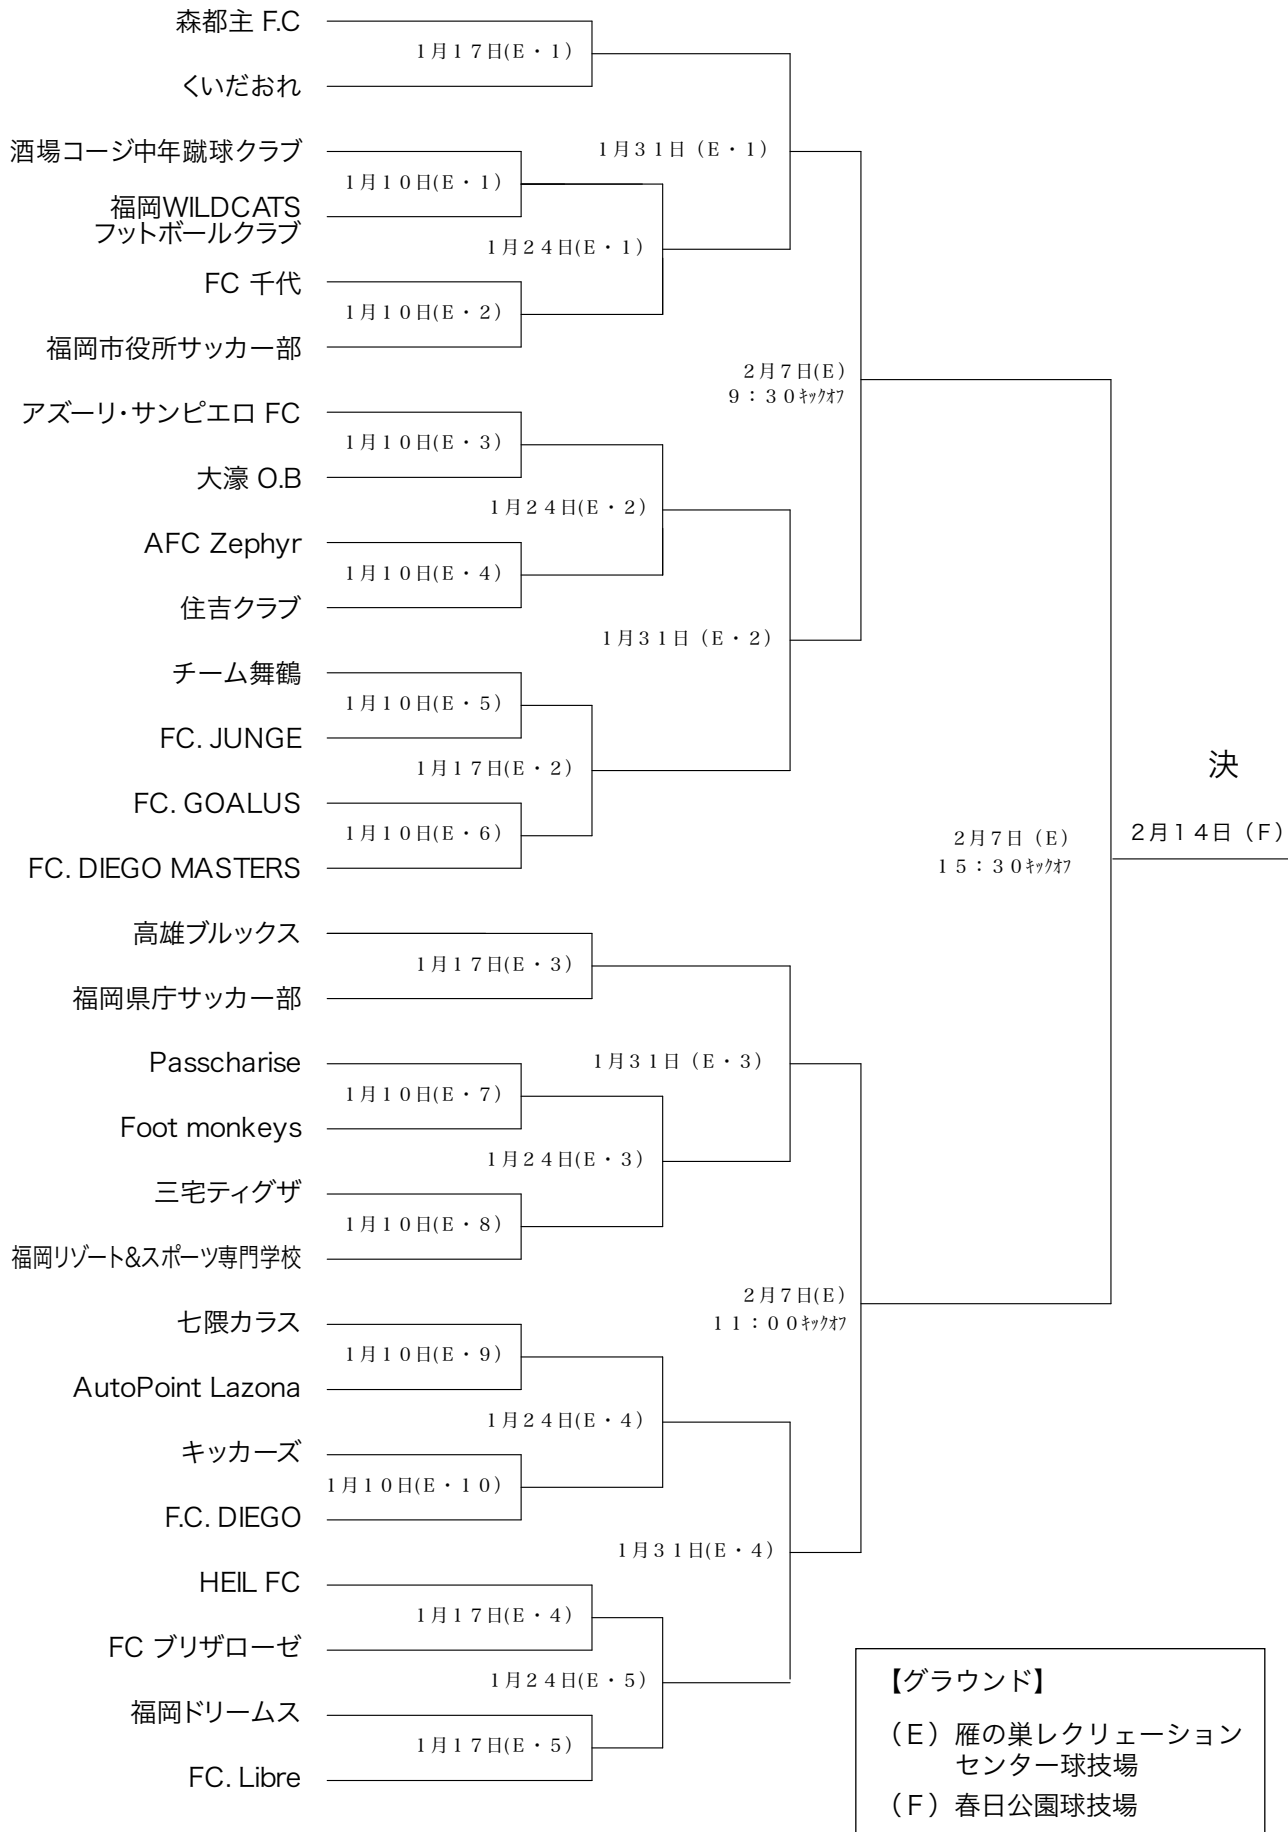 森都主 F.C
1月17日(E・1)
くいだおれ
酒場コージ中年蹴球クラブ
1月31日（E・1）
1月10日(E・1)
福岡WILDCATS
フットボールクラブ
1月24日(E・1)
FC 千代
1月10日(E・2)
福岡市役所サッカー部
2月7日(E)
9：30ｷｯｸｵﾌ
アズーリ・サンピエロ FC
1月10日(E・3)
大濠 O.B
1月24日(E・2)
AFC Zephyr
1月10日(E・4)
住吉クラブ
1月31日（E・2）
チーム舞鶴
1月10日(E・5)
FC. JUNGE
1月17日(E・2)
決
FC. GOALUS
1月10日(E・6)
2月14日（F）
2月7日（E）
15：30ｷｯｸｵﾌ
FC. DIEGO MASTERS
高雄ブルックス
1月17日(E・3)
福岡県庁サッカー部
Passcharise
1月31日（E・3）
1月10日(E・7)
Foot monkeys
1月24日(E・3)
三宅ティグザ
1月10日(E・8)
福岡リゾート&スポーツ専門学校
2月7日(E)
11：00ｷｯｸｵﾌ
七隈カラス
1月10日(E・9)
AutoPoint Lazona
1月24日(E・4)
キッカーズ
1月10日(E・10)
F.C. DIEGO
1月31日(E・4)
HEIL FC
1月17日(E・4)
FC ブリザローゼ
1月24日(E・5)
福岡ドリームス
1月17日(E・5)
FC. Libre
【グラウンド】
（E）雁の巣レクリェーション
センター球技場
（F）春日公園球技場